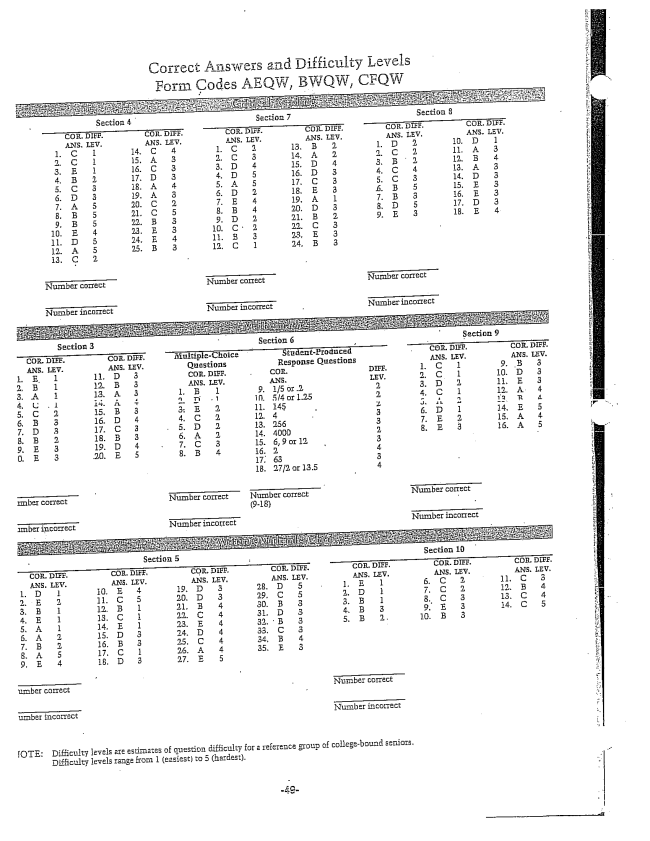 Correct Answers and Difficulty Levels
Form Codes AEQW, BWQW, CFQW
Section 4
COR. DIFF. COR. DIFF.
ANS. LEV. ANS. LEV.
1. C 1 14. C 4
2. C 1 15. A 3
3. E 1 16. C 3
4. B 2 17. D 3
5. C 3 18. A 4
6. D 3 19. A 3
7. A 5 20. C 2
8. B 5 21. C 5
9. B 5 22. B 3
10. E 4 23. E 3
11. D 5 24. E 4
12. A 5 25. B 3
13. C 2
Number correct
Number incorrect
Section 7
COR. DIFF. COR. DIFF.
ANS. LEV. ANS. LEV.
1. C 2 13. B 2
2. C 3 14. A 2
3. D 4 15. D 4
4. D 5 16. D 3
5. A 5 17. C 3
6. D 2 18. E 3
7. E 4 19. A 1
8. B 4 20. D 3
9. D 2 21. B 2
10. C 2 22. C 3
11. B 3 23. E 3
12. C 1 24. B 3
Number correct
Number incorrect
Section 8
COR. DIFF. COR. DIFF.
ANS. LEV. ANS. LEV.
1. D 2 10. D 1
2. C 2 11. A 3
3. B 2 12. B 4
4. C 4 13. A 3
5. C 3 14. D 3
6. B 5 15. E 3
7. B 3 16. E 3
8. D 5 17. D 3
9. E 3 18. E 4
Number correct
Number incorrect
Section 3
COR. DIFF. COR. DIFF.
ANS. LEV. ANS. LEV.
1. E 1 11. D 3
2. B 1 12. B 3
3. A 1 13. A 3
4. C 1 14. A 4
5. C 2 15. B 3
6. B 3 16. D 4
7. D 3 17. C 3
8. B 2 18. B 3
9. E 3 19. D 4
0. E 3 20. E 5
mber correct
mber incorrect
Section 6
Multiple-Choice
Questions
COR. DIFF.
ANS. LEV.
1. B 1
2. D 1
3. E 2
4. C 2
5. D 2
6. A 2
7. C 3
8. B 4
Number correct
Number incorrect
Student-Produced
Response Questions
COR. DIFF.
ANS. LEV.
9. 1/5 or .2 2
10. 5/4 or 1.25 2
11. 145 2
12. 4 3
13. 256 2
14. 4000 3
15. 6, 9 or 12 3
16. 2 4
17. 63 3
18. 27/2 or 13.5 4
Number correct
(9-18)
Section 9
COR. DIFF. COR. DIFF.
ANS. LEV. ANS. LEV.
1. C 1 9. B 3
2. C 1 10. D 3
3. D 2 11. E 3
4. C 1 12. A 4
5. A 2 13. B 4
6. D 1 14. E 5
7. E 2 15. A 4
8. E 3 16. A 5
Number correct
Number incorrect
Section 5
COR. DIFF. COR. DIFF. COR. DIFF. COR. DIFF.
ANS. LEV. ANS. LEV. ANS. LEV. ANS. LEV.
1. D 1 10. E 4 19. D 3 28. D 5
2. E 2 11. C 5 20. D 3 29. C 5
3. B 1 12. B 1 21. B 4 30. B 3
4. E 1 13. C 1 22. C 4 31. D 3
5. A 1 14. E 1 23. E 4 32. B 3
6. A 2 15. D 3 24. D 4 33. C 3
7. B 2 16. B 3 25. C 4 34. B 4
8. A 5 17. C 1 26. A 4 35. E 3
9. E 4 18. D 3 27. E 5
umber correct
umber incorrect
Section 10
COR. DIFF. COR. DIFF. COR. DIFF.
ANS. LEV. ANS. LEV. ANS. LEV.
1. E 1 6. C 2 11. C 3
2. D 1 7. C 2 12. B 4
3. B 1 8. C 3 13. C 4
4. B 3 9. E 3 14. C 5
5. B 2 10. B 3
Number correct
Number incorrect
NOTE: Difficulty levels are estimates of question difficulty for a reference group of college-bound seniors.
Difficulty levels range from 1 (easiest) to 5 (hardest).
-49-